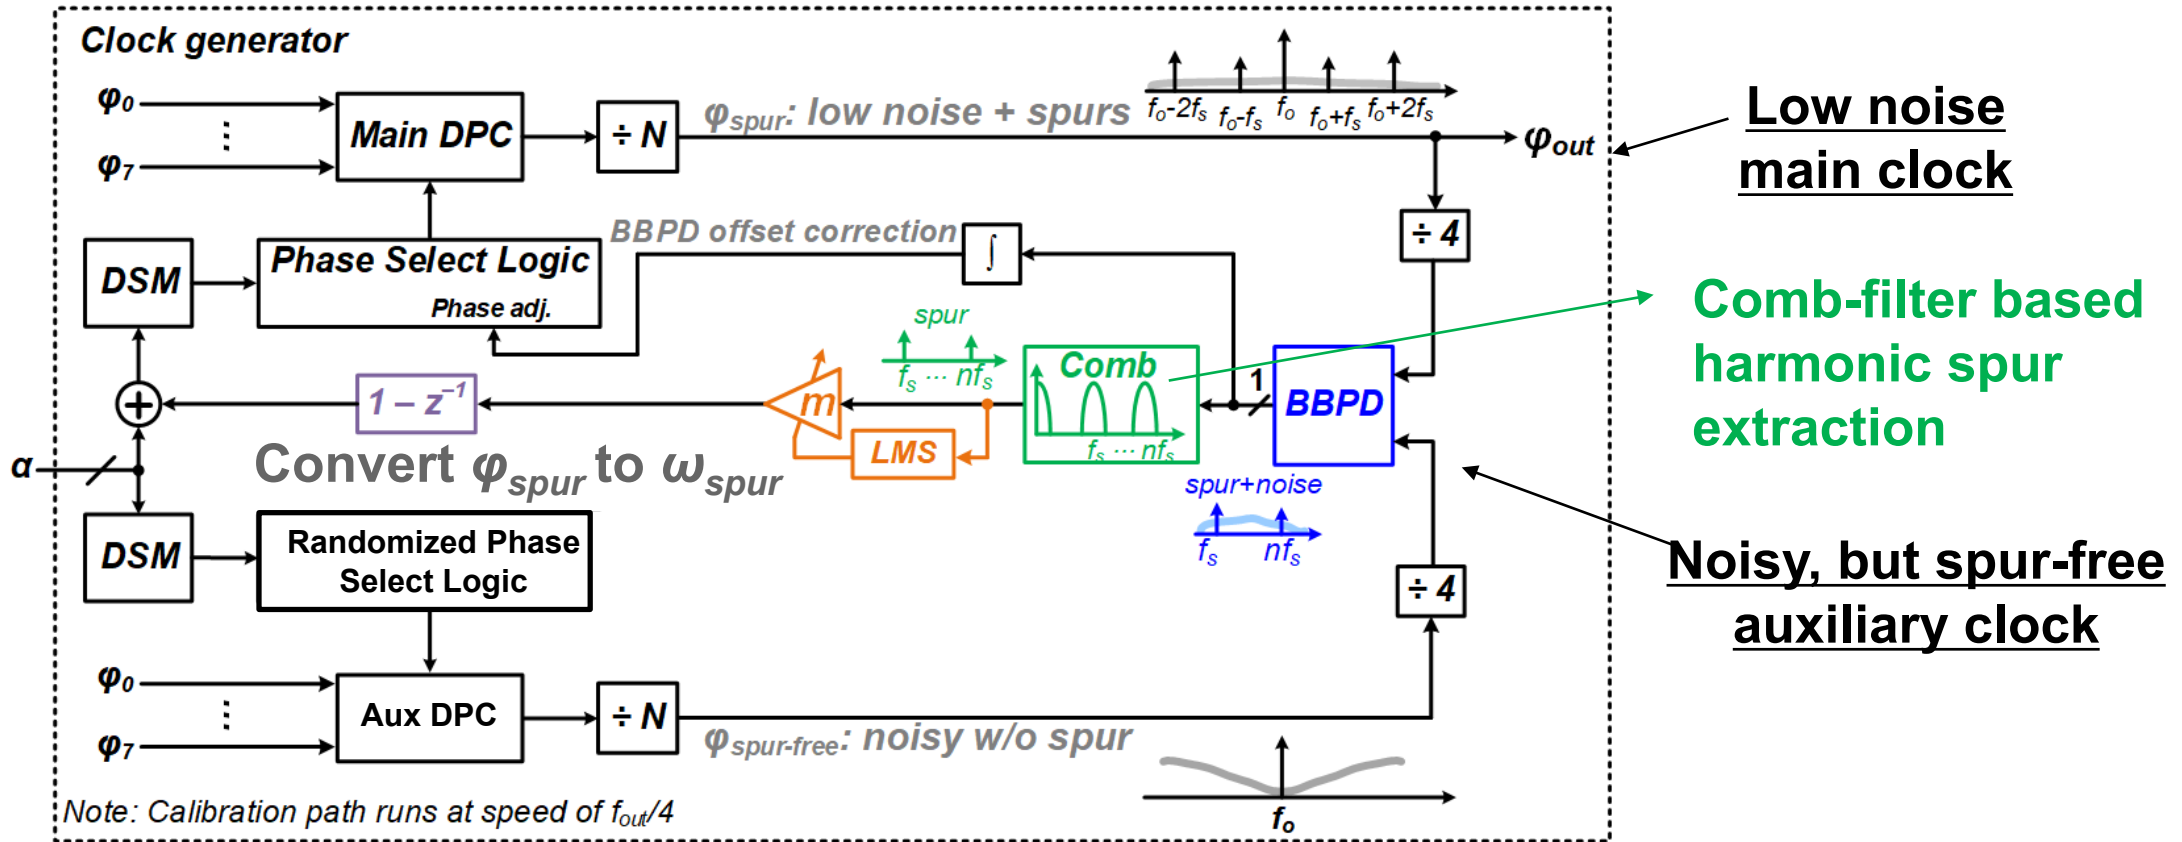 Clock generator
φ0
⋮
φ7
Main DPC
÷ N
φspur: low noise + spurs
fo-2fs
fo-fs
fo
fo+fs
fo+2fs
φout
Low noise
main clock
÷ 4
BBPD offset correction
∫
DSM
Phase Select Logic
Phase adj.
spur
fs ... nfs
Comb
fs ... nfs
1
BBPD
Comb-filter based
harmonic spur
extraction
+
1 – z–1
m
LMS
α
Convert φspur to ωspur
spur+noise
fs
nfs
DSM
Randomized Phase
Select Logic
÷ 4
Noisy, but spur-free
auxiliary clock
φ0
⋮
φ7
Aux DPC
÷ N
φspur-free: noisy w/o spur
fo
Note: Calibration path runs at speed of fout/4